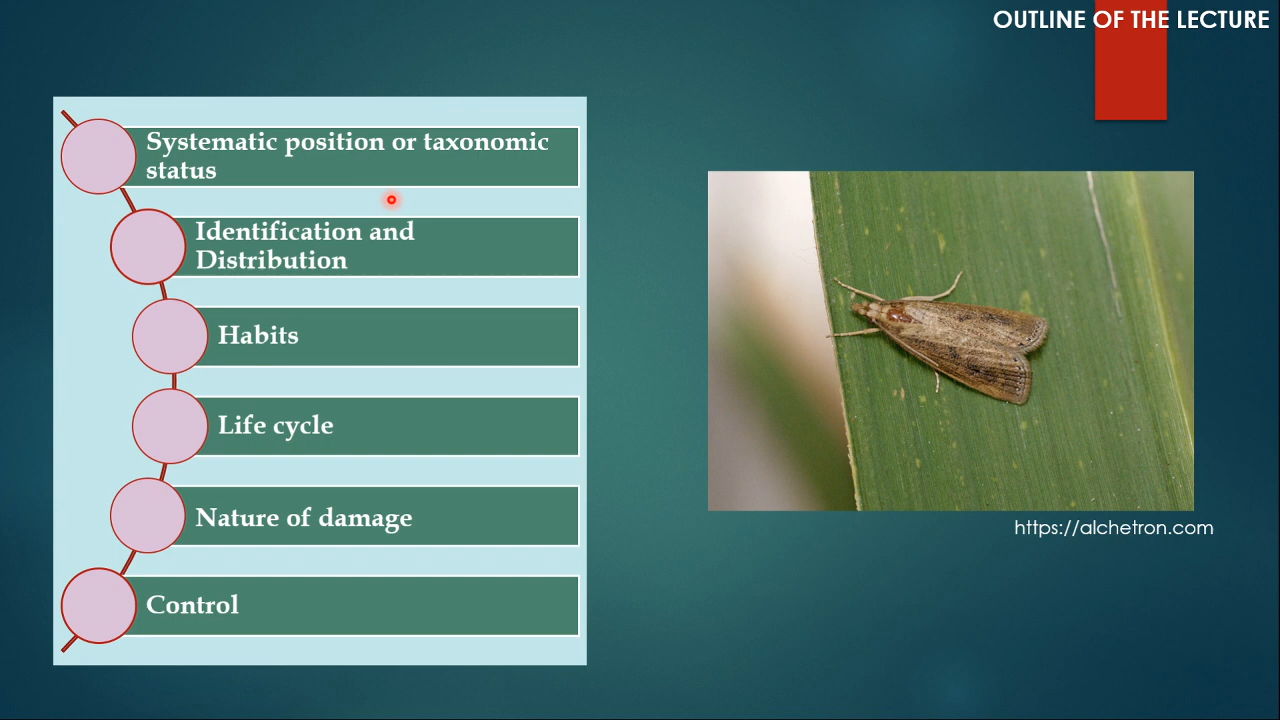 OUTLINE OF THE LECTURE
Systematic position or taxonomic
status
Identification and
Distribution
Habits
Life cycle
Nature of damage
Control
https://alchetron.com